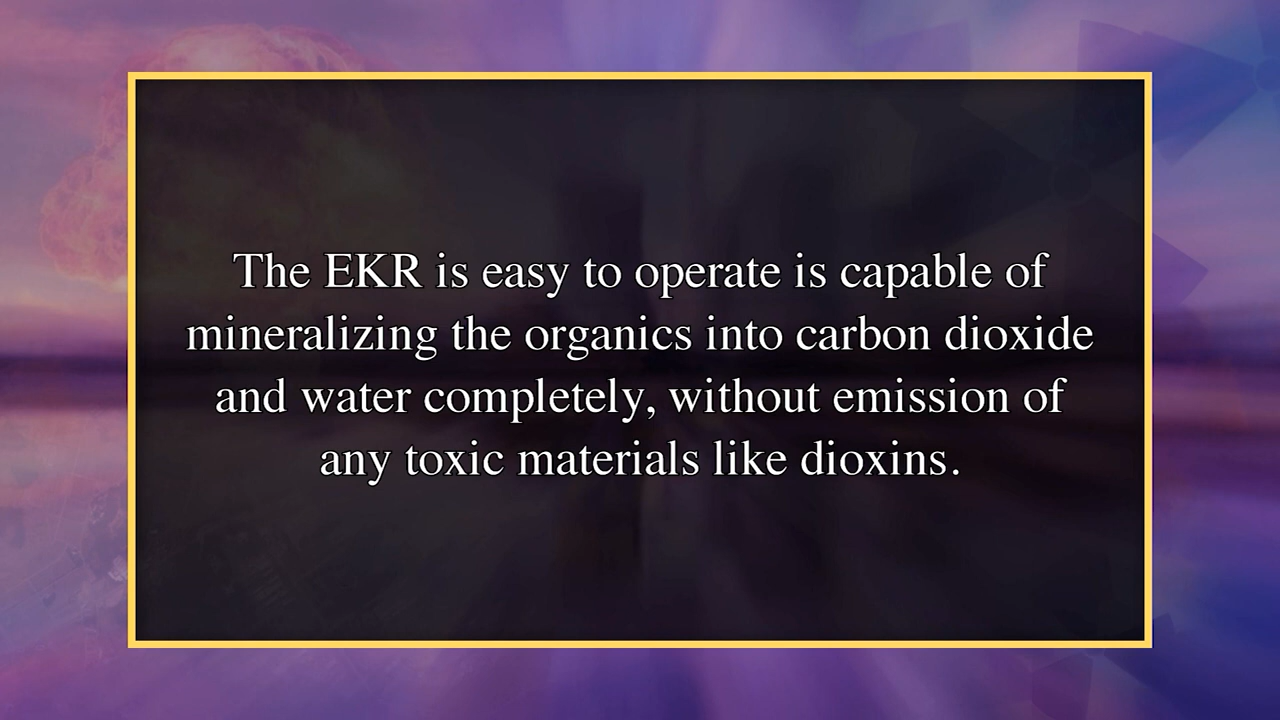 The EKR is easy to operate is capable of
mineralizing the organics into carbon dioxide
and water completely, without emission of
any toxic materials like dioxins.